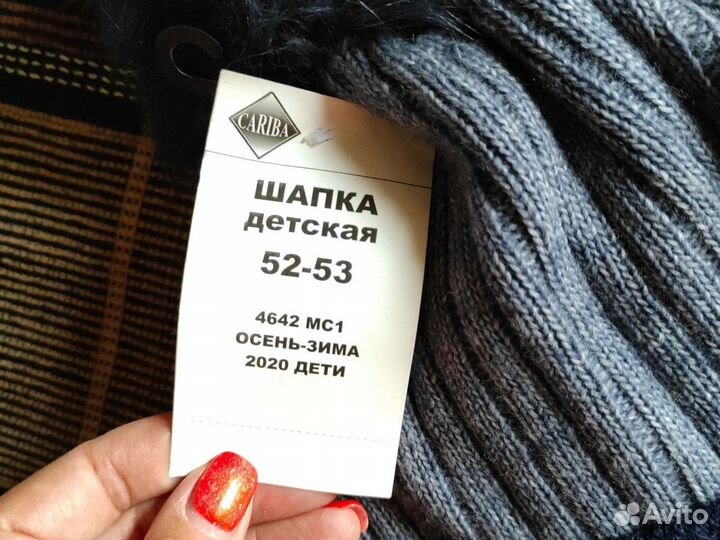 CARIBA
ШАПКА
детская
52-53
4642 МС1
ОСЕНЬ-ЗИМА
2020 ДЕТИ
Avito